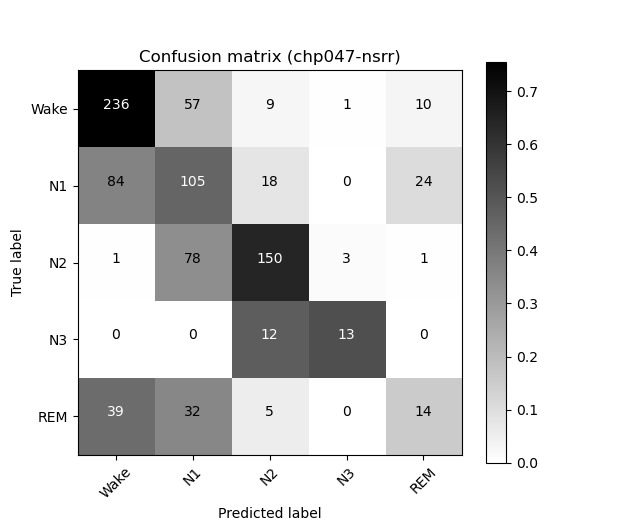 Confusion matrix (chp047-nsrr)
True label
Wake 236 57 9 1 10
N1 84 105 18 0 24
N2 1 78 150 3 1
N3 0 0 12 13 0
REM 39 32 5 0 14
Wake N1 N2 N3 REM
Predicted label
0.7
0.6
0.5
0.4
0.3
0.2
0.1
0.0